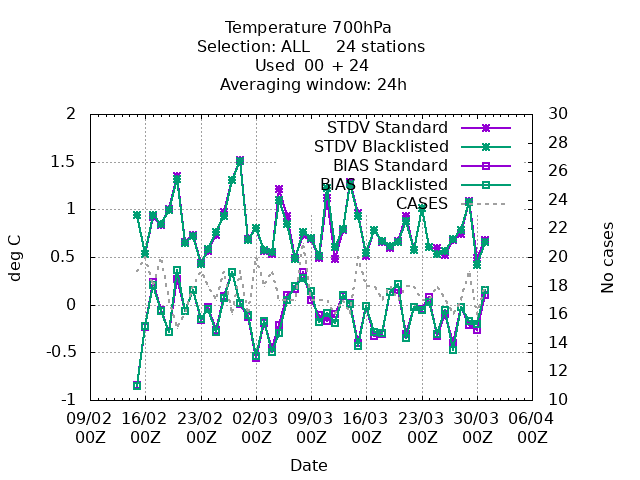 Temperature 700hPa
Selection: ALL 24 stations
Used 00 + 24
Averaging window: 24h
STDV Standard
STDV Blacklisted
BIAS Standard
BIAS Blacklisted
CASES
deg C
2
1.5
1
0.5
0
-0.5
-1
No cases
30
28
26
24
22
20
18
16
14
12
10
09/02 16/02 23/02 02/03 09/03 16/03 23/03 30/03 06/04
00Z 00Z 00Z 00Z 00Z 00Z 00Z 00Z 00Z
Date